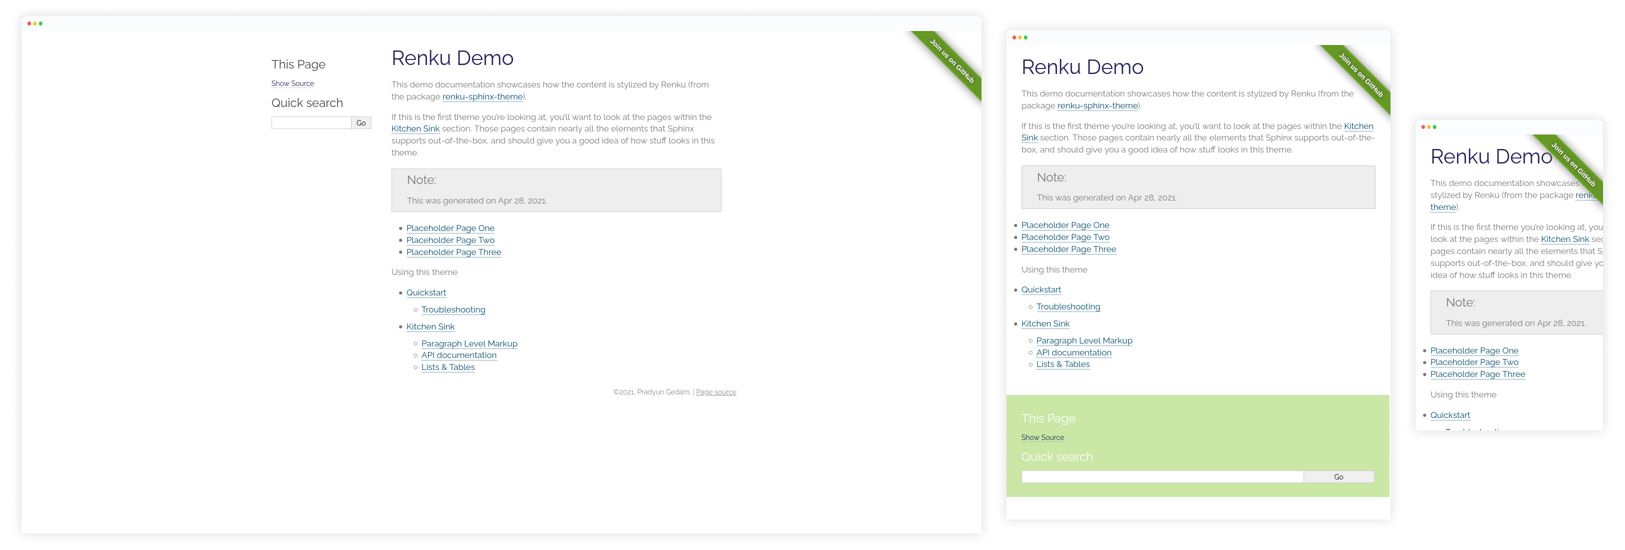 This Page
Show Source
Quick search
Go
Renku Demo
Join us on GitHub
This demo documentation showcases how the content is stylized by Renku (from
the package renku-sphinx-theme).
If this is the first theme you're looking at, you'll want to look at the pages within the
Kitchen Sink section. Those pages contain nearly all the elements that Sphinx
supports out-of-the-box, and should give you a good idea of how stuff looks in this
theme.
Note:
This was generated on Apr 28, 2021.
Placeholder Page One
Placeholder Page Two
Placeholder Page Three
Using this theme
Quickstart
Troubleshooting
Kitchen Sink
Paragraph Level Markup
API documentation
Lists & Tables
©2021, Pradyun Gedam. | Page source
Renku Demo
Join us on GitHub
This demo documentation showcases how the content is stylized by Renku (from the
package renku-sphinx-theme).
If this is the first theme you're looking at, you'll want to look at the pages within the Kitchen
Sink section. Those pages contain nearly all the elements that Sphinx supports out-of-the-
box, and should give you a good idea of how stuff looks in this theme.
Note:
This was generated on Apr 28, 2021.
Placeholder Page One
Placeholder Page Two
Placeholder Page Three
Using this theme
Quickstart
Troubleshooting
Kitchen Sink
Paragraph Level Markup
API documentation
Lists & Tables
This Page
Show Source
Quick search
Go
Renku Demo
Join us on GitHub
This demo documentation showcases
stylized by Renku (from the package
theme).
If this is the first theme you're looking at,
look at the pages within the Kitchen Sink
pages contain nearly all the elements that
supports out-of-the-box, and should give
idea of how stuff looks in this theme.
Note:
This was generated on Apr 28, 2021.
Placeholder Page One
Placeholder Page Two
Placeholder Page Three
Using this theme
Quickstart